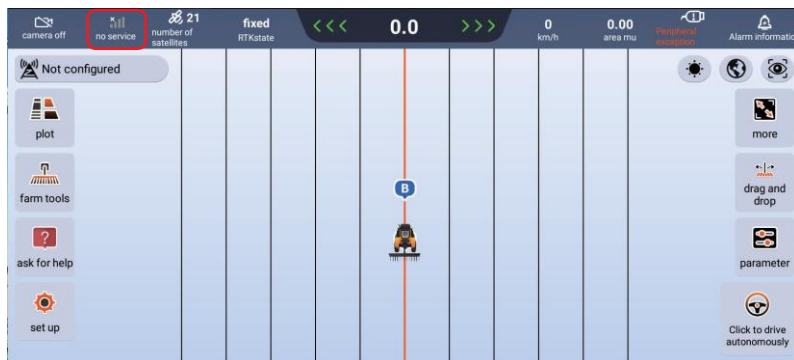 camera off
no service
21
number of
satellites
fixed
RTKstate
<<<
0.0
>>>
0
km/h
0.00
area mu
Peripheral
exception
Alarm informatic
Not configured
plot
more
B
farm tools
drag and
drop
?
ask for help
parameter
set up
Click to drive
autonomously